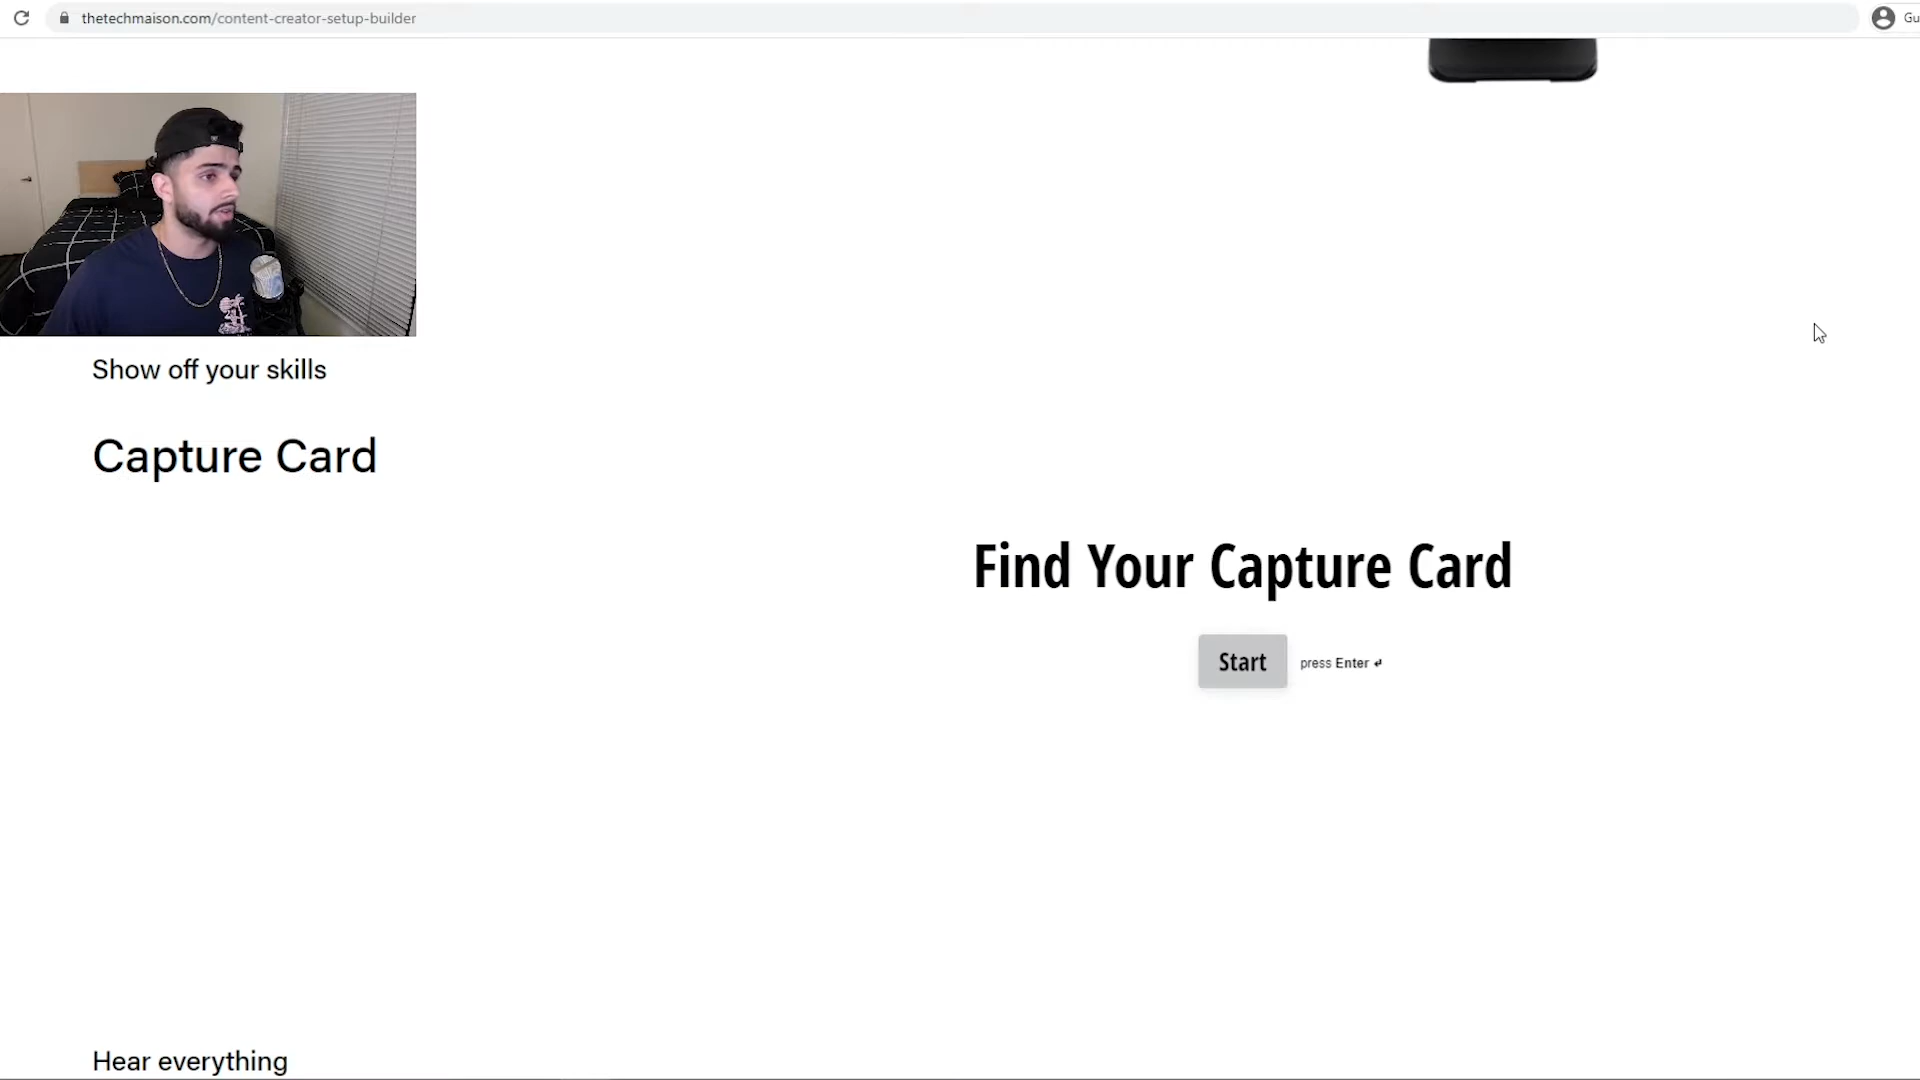 thetechmaison.com/content-creator-setup-builder
Gu
Show off your skills
Capture Card
Find Your Capture Card
Start
press Enter ↵
Hear everything